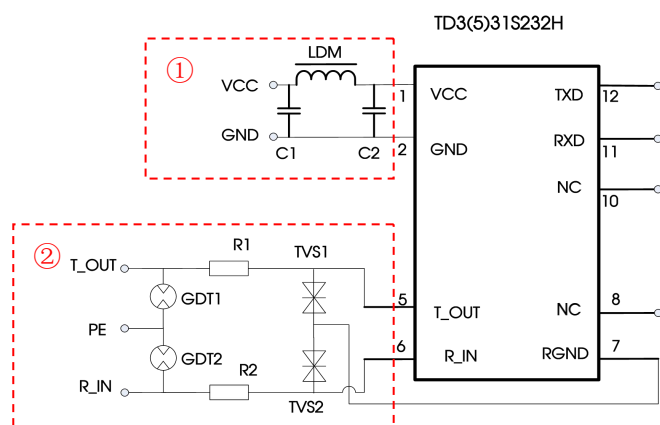 TD3(5)31S232H
①
LDM
VCC
GND
C1
C2
1
2
VCC
GND
TXD
RXD
NC
12
11
10
②
T_OUT
R1
TVS1
GDT1
PE
GDT2
R_IN
R2
TVS2
5
6
T_OUT
R_IN
NC
RGND
8
7